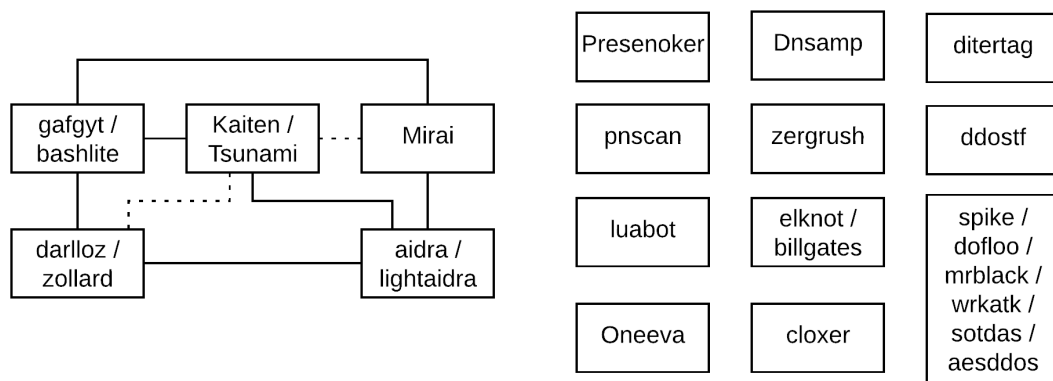 gafgyt /
bashlite
Kaiten /
Tsunami
Mirai
darlloz /
zollard
aidra /
lightaidra
Presenoker
Dnsamp
ditertag
pnscan
zergrush
ddostf
luabot
elknot /
billgates
spike /
dofloo /
mrblack /
wrkatk /
sotdas /
aesddos
Oneeva
cloxer